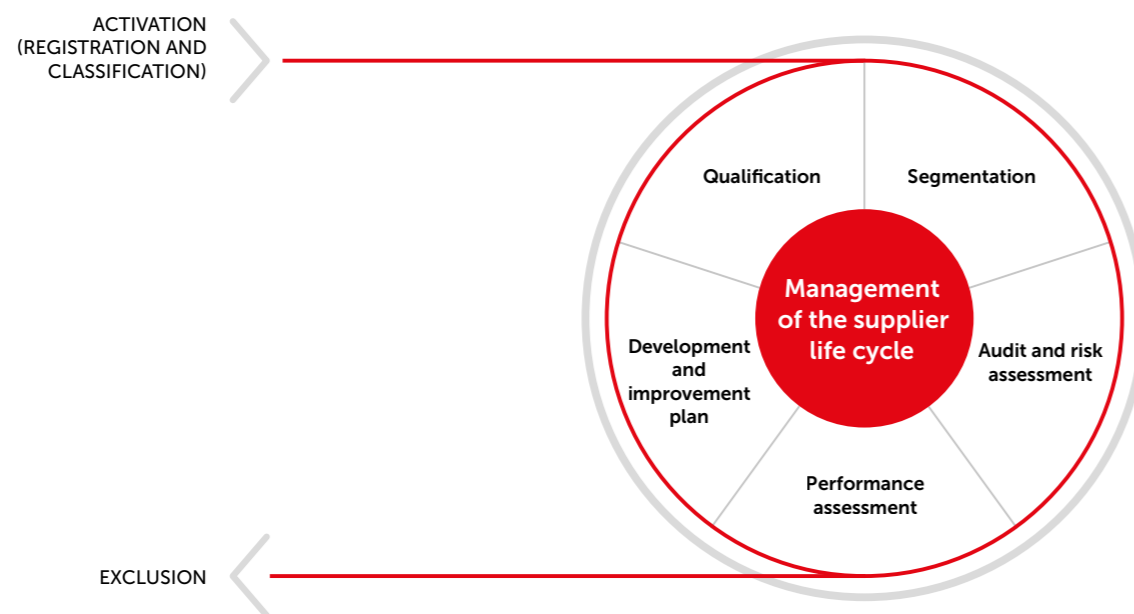 ACTIVATION
(REGISTRATION AND
CLASSIFICATION)
Qualification
Segmentation
Management
of the supplier
life cycle
Development
and
improvement
plan
Audit and risk
assessment
Performance
assessment
EXCLUSION